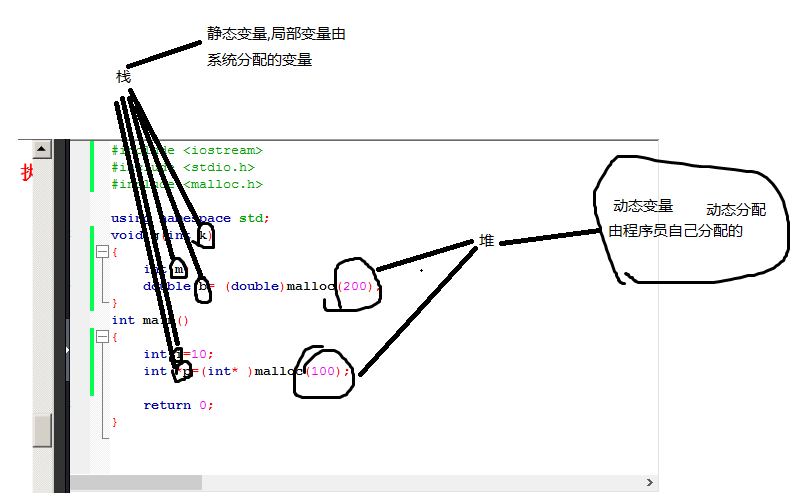 静态变量,局部变量由
系统分配的变量
栈
#include <iostream>
#include <stdio.h>
#include <malloc.h>
using namespace std;
k)
{
m
double b= (double)malloc(200);
}
int main()
{
int i=10;
int *p=(int* )malloc(100);
return 0;
}
堆
动态变量 动态分配
由程序员自己分配的